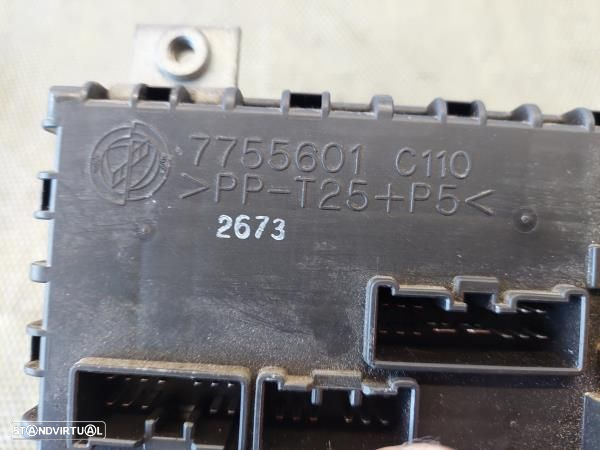 7755601 C110
>PP-T25+P5<
2673
STANDVIRTUAL